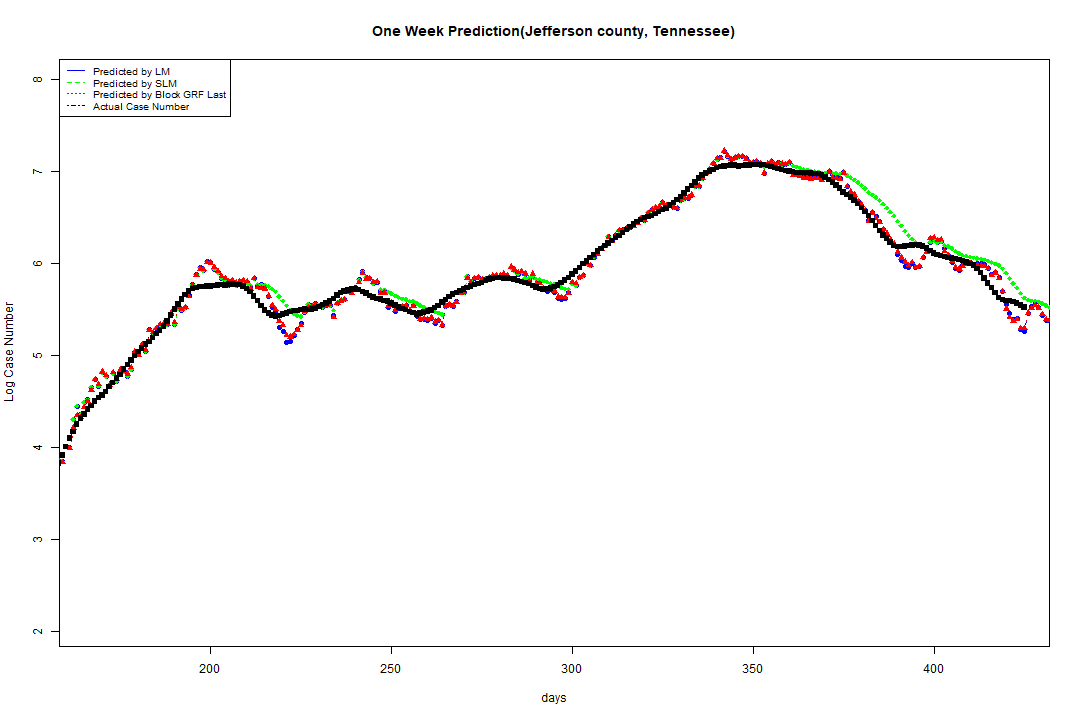 One Week Prediction(Jefferson county, Tennessee)
Predicted by LM
Predicted by SLM
Predicted by Block GRF Last
Actual Case Number
8
7
6
5
4
3
2
Log Case Number
200
250
300
350
400
days